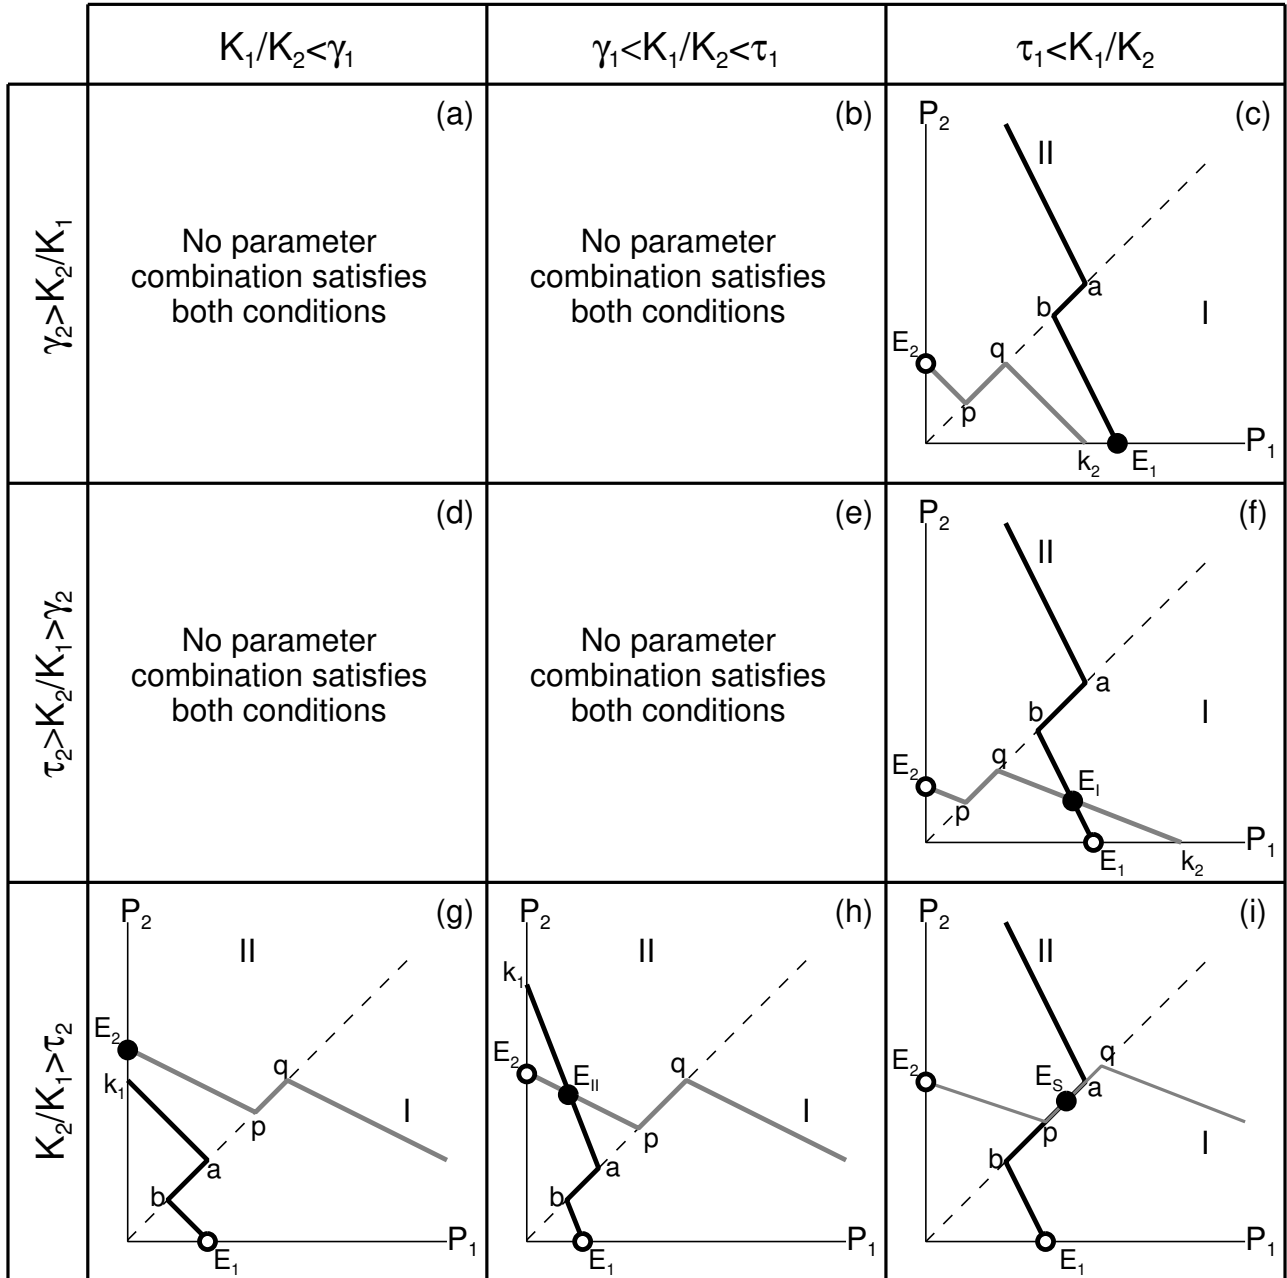 K₁/K₂<γ₁
γ₁<K₁/K₂<τ₁
τ₁<K₁/K₂
γ₂>K₂/K₁
(a)
No parameter
combination satisfies
both conditions
(b)
No parameter
combination satisfies
both conditions
(c)
P₂
II
a
b
I
E₂
q
p
P₁
k₂
E₁
τ₂>K₂/K₁>γ₂
(d)
No parameter
combination satisfies
both conditions
(e)
No parameter
combination satisfies
both conditions
(f)
P₂
II
a
b
I
q
E₂
E_I
p
P₁
E₁
k₂
K₂/K₁>τ₂
(g)
P₂
II
E₂
q
k₁
I
p
a
b
P₁
E₁
(h)
P₂
II
k₁
E₂
q
E_II
I
p
a
b
P₁
E₁
(i)
P₂
II
q
E₂
E_S
a
I
p
b
P₁
E₁